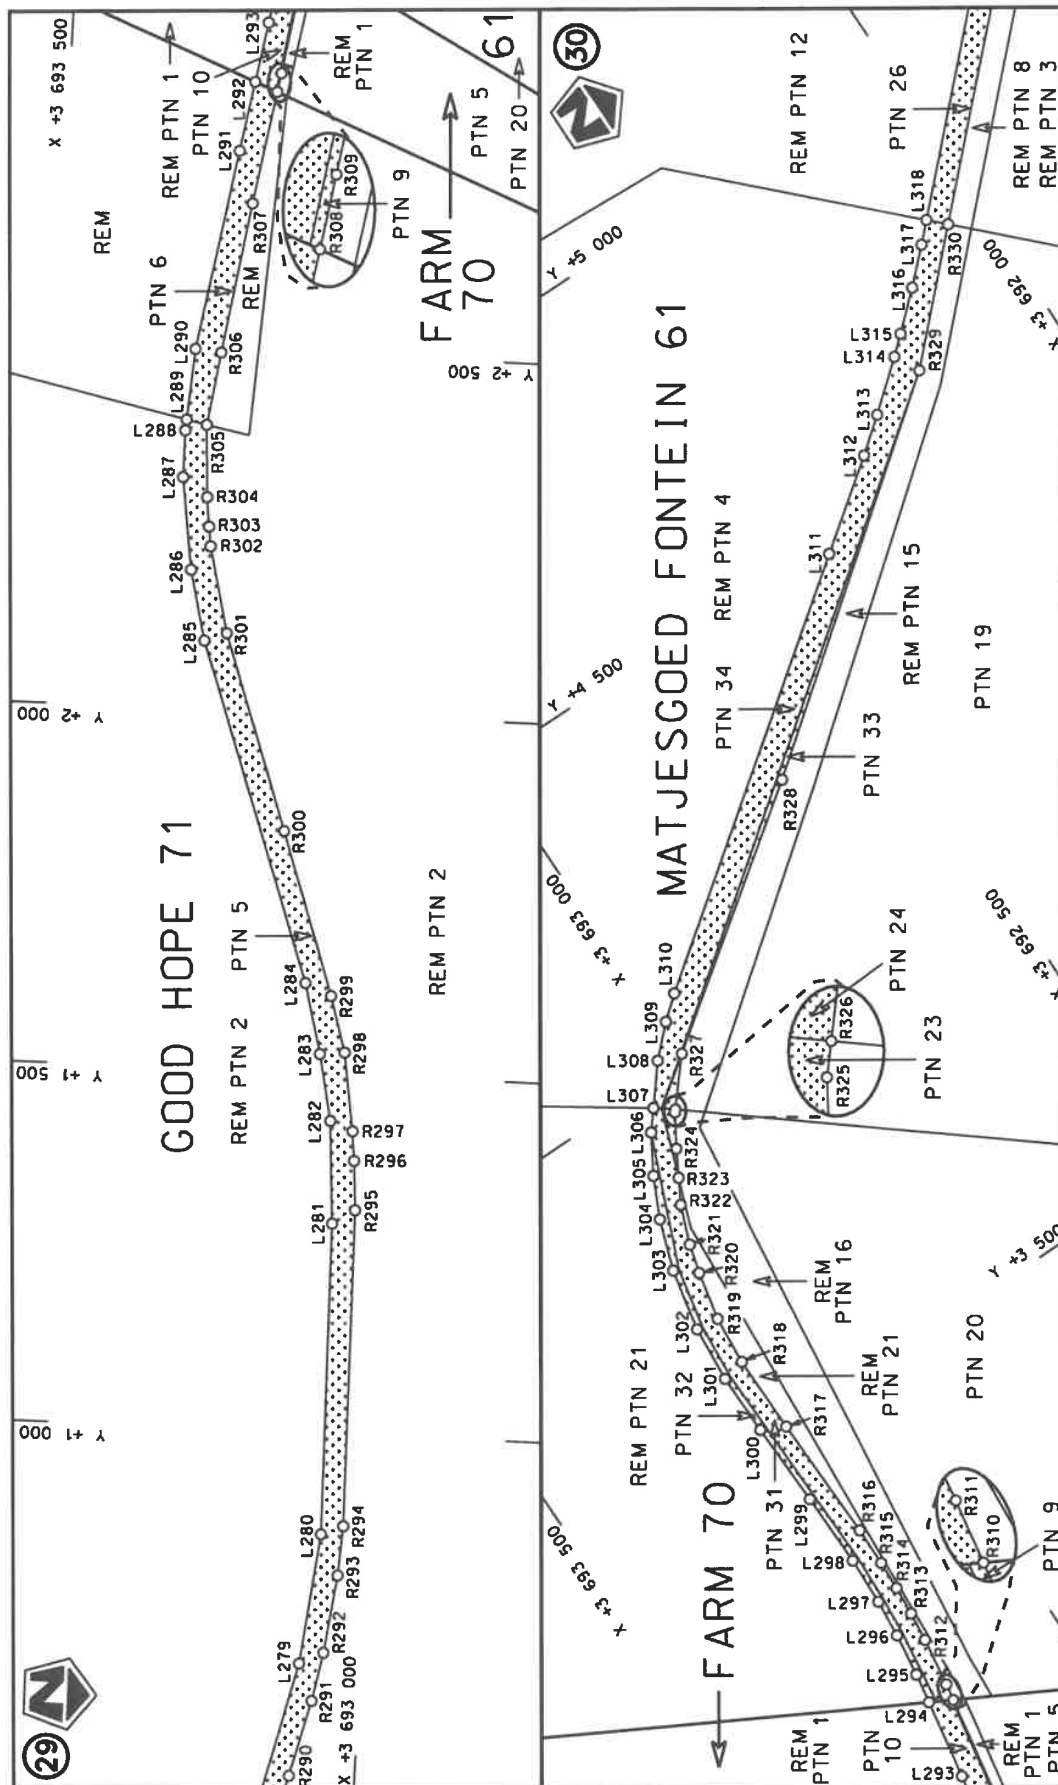 29
X +3 693 500
REM
REM PTN 1
PTN 10
L293
REM
PTN 1
61
L292
L291
PTN 6
R307
REM
R308
R309
PTN 9
PTN 5
PTN 20
FARM
70
L290
R306
L289
L288
R305
Y +2 500
L287
R304
R303
R302
L286
L285
R301
Y +2 000
GOOD HOPE 71
REM PTN 2
PTN 5
R300
REM PTN 2
L284
R299
L283
R298
Y +1 500
L282
R297
R296
L281
R295
Y +1 000
L280
R294
R293
L279
R292
R291
R290
X +3 693 000
N
30
N
REM PTN 12
PTN 26
REM PTN 8
REM PTN 3
Y +5 000
L318
L317
R330
L316
L315
L314
R329
X +3 692 000
L313
L312
MATJESGOED FONTEIN 61
REM PTN 4
L311
REM PTN 15
PTN 19
Y +4 500
PTN 34
PTN 33
R328
X +3 693 000
L310
L309
L308
R327
PTN 24
R326
R325
PTN 23
X +3 692 500
L307
L306
R324
L305
R323
R322
L304
R321
L303
R320
REM
PTN 16
Y +3 500
L302
R319
REM PTN 21
PTN 32
L301
R318
REM
PTN 21
PTN 20
L300
R317
PTN 31
FARM 70
X +3 693 500
L299
R316
L298
R315
R314
L297
R313
L296
R312
L295
R311
R310
PTN 9
L294
REM
PTN 1
PTN
10
L293
REM
PTN 1
PTN 5